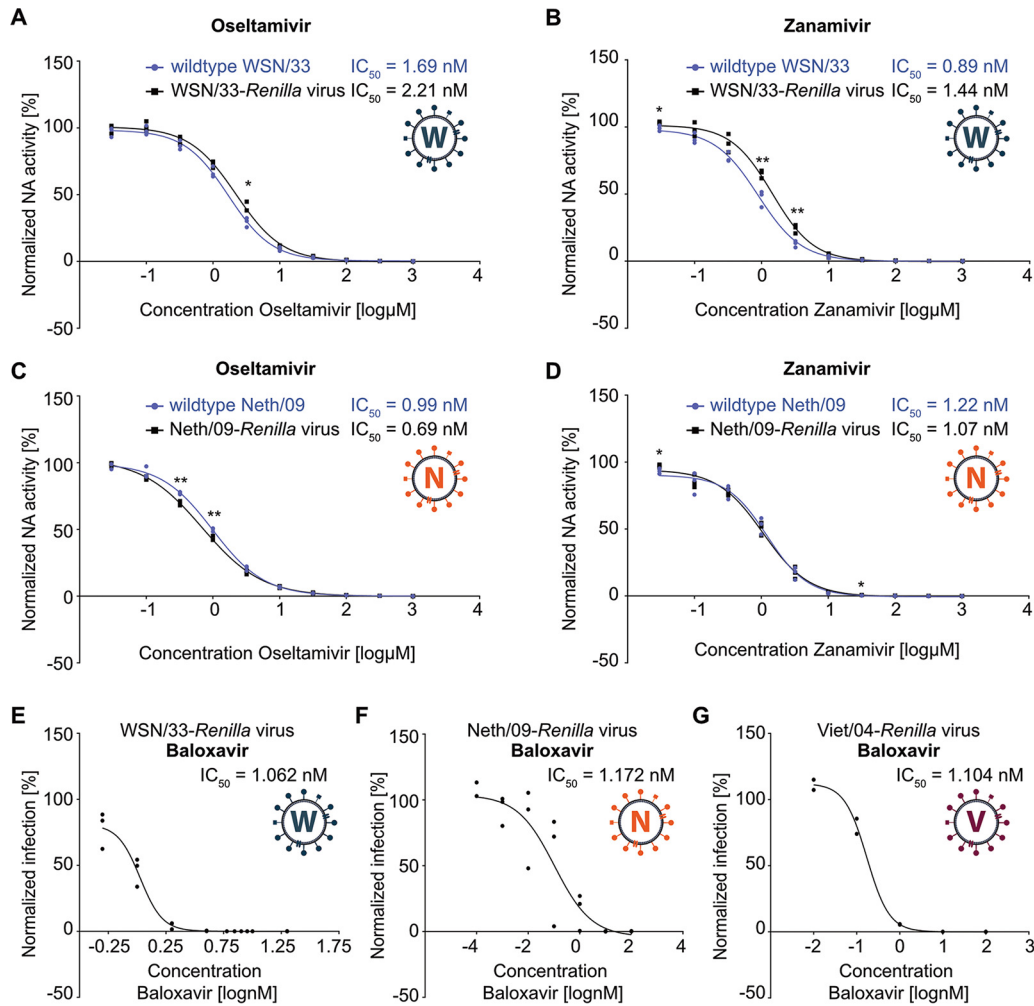 A
Oseltamivir
wildtype WSN/33 IC50 = 1.69 nM
WSN/33-Renilla virus IC50 = 2.21 nM
W
Normalized NA activity [%]
150
100
50
0
-50
*
-1 0 1 2 3 4
Concentration Oseltamivir [logµM]
B
Zanamivir
wildtype WSN/33 IC50 = 0.89 nM
WSN/33-Renilla virus IC50 = 1.44 nM
W
Normalized NA activity [%]
150
100
50
0
-50
*
**
**
-1 0 1 2 3 4
Concentration Zanamivir [logµM]
C
Oseltamivir
wildtype Neth/09 IC50 = 0.99 nM
Neth/09-Renilla virus IC50 = 0.69 nM
N
Normalized NA activity [%]
150
100
50
0
-50
**
**
-1 0 1 2 3 4
Concentration Oseltamivir [logµM]
D
Zanamivir
wildtype Neth/09 IC50 = 1.22 nM
Neth/09-Renilla virus IC50 = 1.07 nM
N
Normalized NA activity [%]
150
100
50
0
-50
*
*
-1 0 1 2 3 4
Concentration Zanamivir [logµM]
E
WSN/33-Renilla virus
Baloxavir
IC50 = 1.062 nM
W
Normalized infection [%]
150
100
50
0
-50
-0.25 0.25 0.75 1.25 1.75
Concentration
Baloxavir [lognM]
F
Neth/09-Renilla virus
Baloxavir
IC50 = 1.172 nM
N
Normalized infection [%]
150
100
50
0
-50
-4 -2 0 2 4
Concentration
Baloxavir [lognM]
G
Viet/04-Renilla virus
Baloxavir
IC50 = 1.104 nM
V
Normalized infection [%]
150
100
50
0
-50
-2 -1 0 1 2 3
Concentration
Baloxavir [lognM]